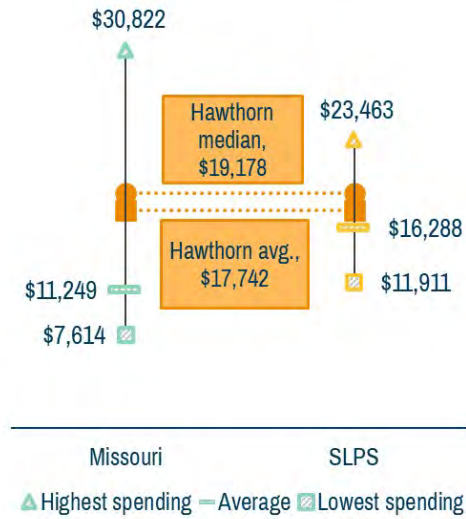 $30,822
Hawthorn
median,
$19,178
$23,463
Hawthorn avg.,
$17,742
$16,288
$11,249
$11,911
$7,614
Missouri
SLPS
Highest spending
Average
Lowest spending